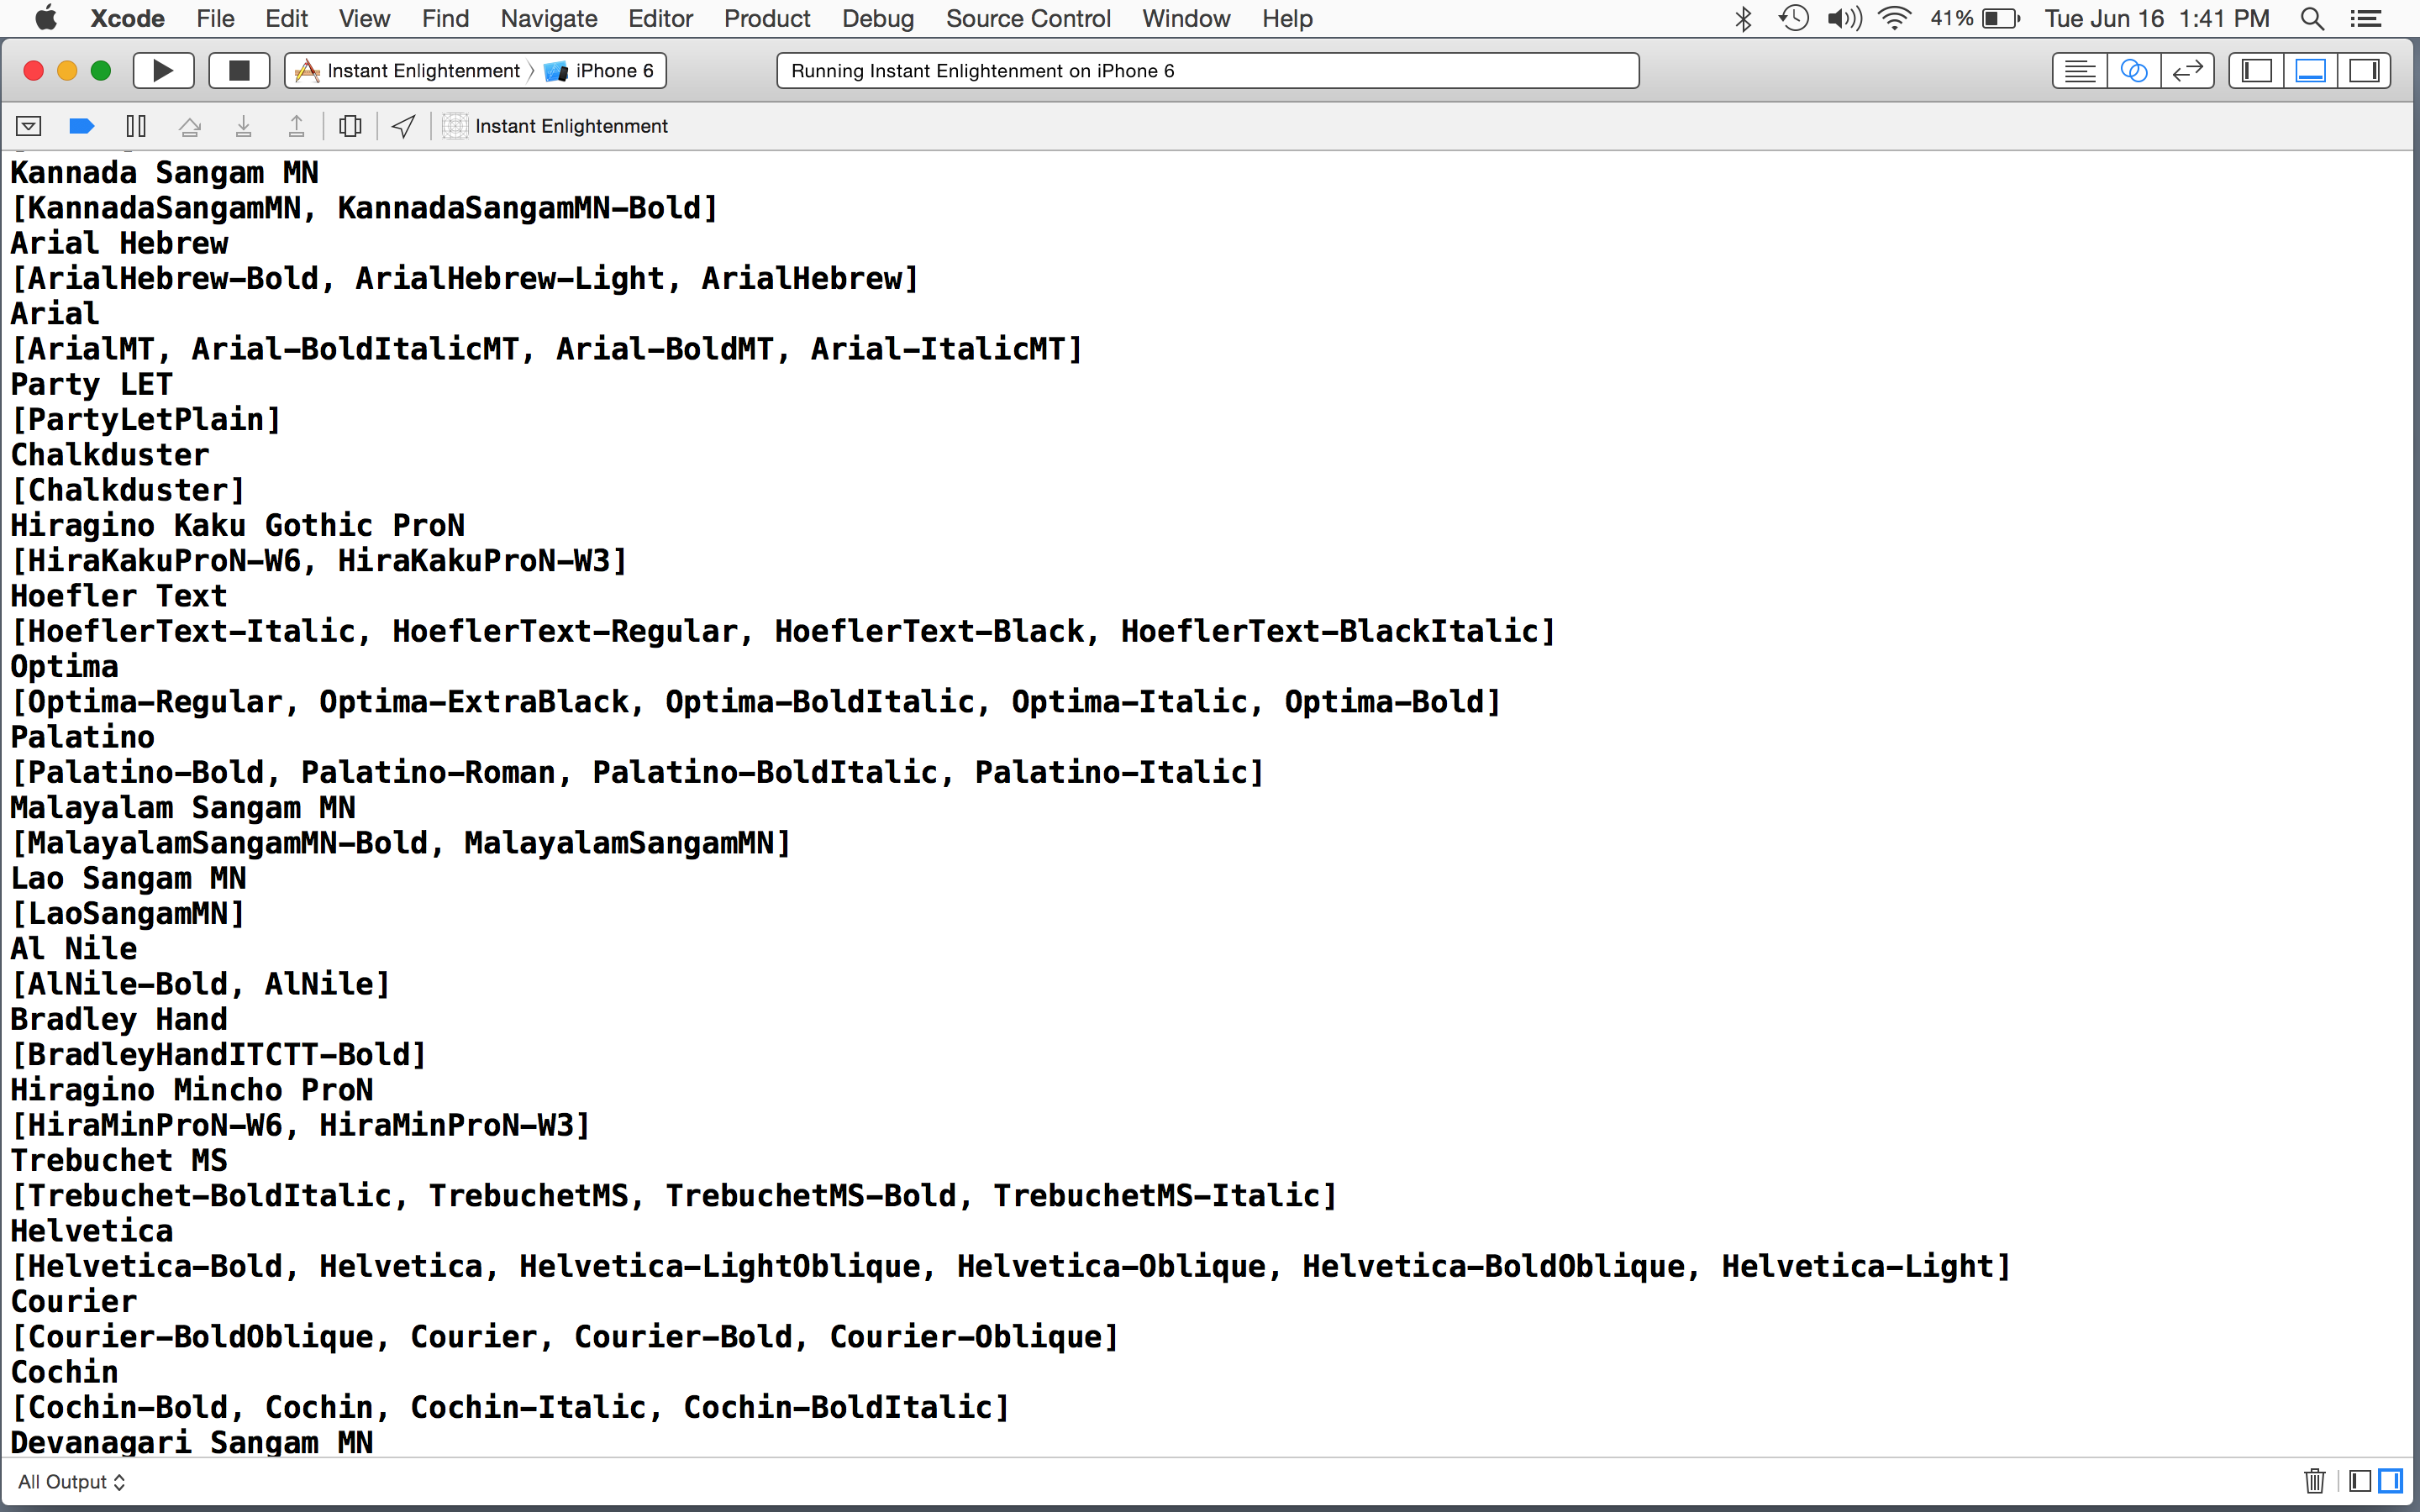 Xcode File Edit View Find Navigate Editor Product Debug Source Control Window Help 41% Tue Jun 16 1:41 PM
Instant Enlightenment iPhone 6 Running Instant Enlightenment on iPhone 6
Instant Enlightenment
Kannada Sangam MN
[KannadaSangamMN, KannadaSangamMN-Bold]
Arial Hebrew
[ArialHebrew-Bold, ArialHebrew-Light, ArialHebrew]
Arial
[ArialMT, Arial-BoldItalicMT, Arial-BoldMT, Arial-ItalicMT]
Party LET
[PartyLetPlain]
Chalkduster
[Chalkduster]
Hiragino Kaku Gothic ProN
[HiraKakuProN-W6, HiraKakuProN-W3]
Hoefler Text
[HoeflerText-Italic, HoeflerText-Regular, HoeflerText-Black, HoeflerText-BlackItalic]
Optima
[Optima-Regular, Optima-ExtraBlack, Optima-BoldItalic, Optima-Italic, Optima-Bold]
Palatino
[Palatino-Bold, Palatino-Roman, Palatino-BoldItalic, Palatino-Italic]
Malayalam Sangam MN
[MalayalamSangamMN-Bold, MalayalamSangamMN]
Lao Sangam MN
[LaoSangamMN]
Al Nile
[AlNile-Bold, AlNile]
Bradley Hand
[BradleyHandITCTT-Bold]
Hiragino Mincho ProN
[HiraMinProN-W6, HiraMinProN-W3]
Trebuchet MS
[Trebuchet-BoldItalic, TrebuchetMS, TrebuchetMS-Bold, TrebuchetMS-Italic]
Helvetica
[Helvetica-Bold, Helvetica, Helvetica-LightOblique, Helvetica-Oblique, Helvetica-BoldOblique, Helvetica-Light]
Courier
[Courier-BoldOblique, Courier, Courier-Bold, Courier-Oblique]
Cochin
[Cochin-Bold, Cochin, Cochin-Italic, Cochin-BoldItalic]
Devanagari Sangam MN
All Output